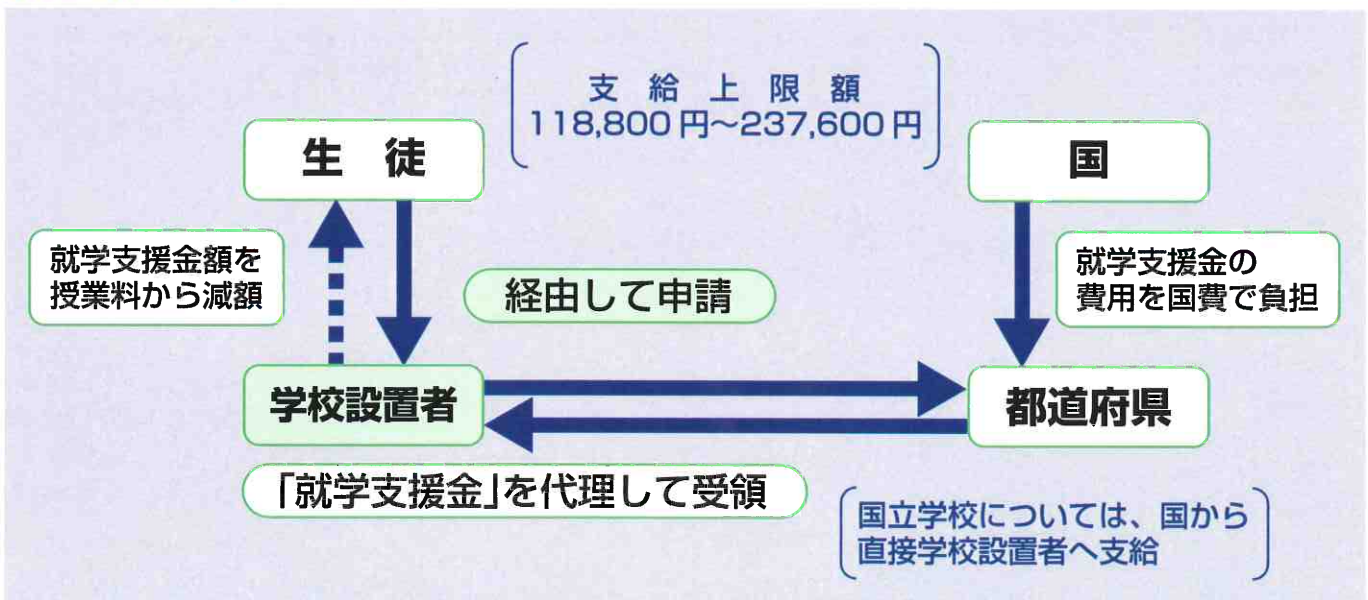 支給上限額
118,800円～237,600円
生徒
国
就学支援金額を
授業料から減額
経由して申請
就学支援金の
費用を国費で負担
学校設置者
都道府県
「就学支援金」を代理して受領
国立学校については、国から
直接学校設置者へ支給